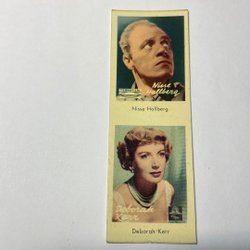 Nisse
Hallberg
Nisse Hallberg
Deborah
Kerr
Deborah Kerr